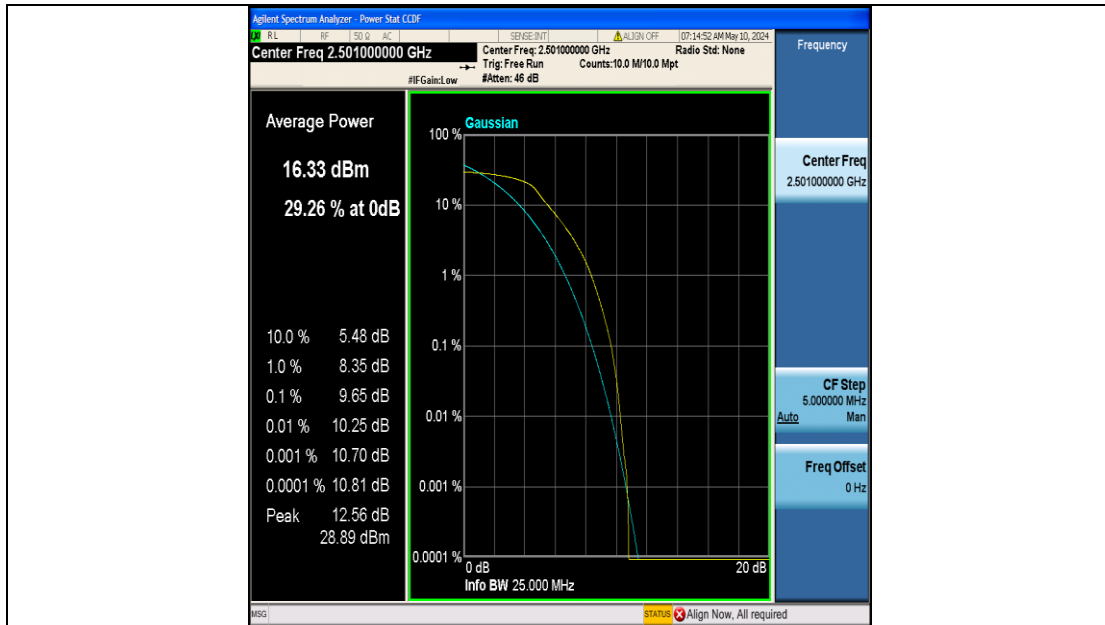 Agilent Spectrum Analyzer - Power Stat CCDF
RL RF 50 Ω AC SENSE:INT ALIGN OFF 07:14:52 AM May 10, 2024
Center Freq 2.501000000 GHz
Center Freq: 2.501000000 GHz Radio Std: None
Trig: Free Run Counts:10.0 M/10.0 Mpt
#IFGain:Low #Atten: 46 dB
Frequency
Average Power
16.33 dBm
29.26 % at 0dB
10.0 % 5.48 dB
1.0 % 8.35 dB
0.1 % 9.65 dB
0.01 % 10.25 dB
0.001 % 10.70 dB
0.0001 % 10.81 dB
Peak 12.56 dB
28.89 dBm
Gaussian
100 %
10 %
1 %
0.1 %
0.01 %
0.001 %
0.0001 %
0 dB 20 dB
Info BW 25.000 MHz
Center Freq
2.501000000 GHz
CF Step
5.000000 MHz
Auto Man
Freq Offset
0 Hz
MSG STATUS Align Now, All required